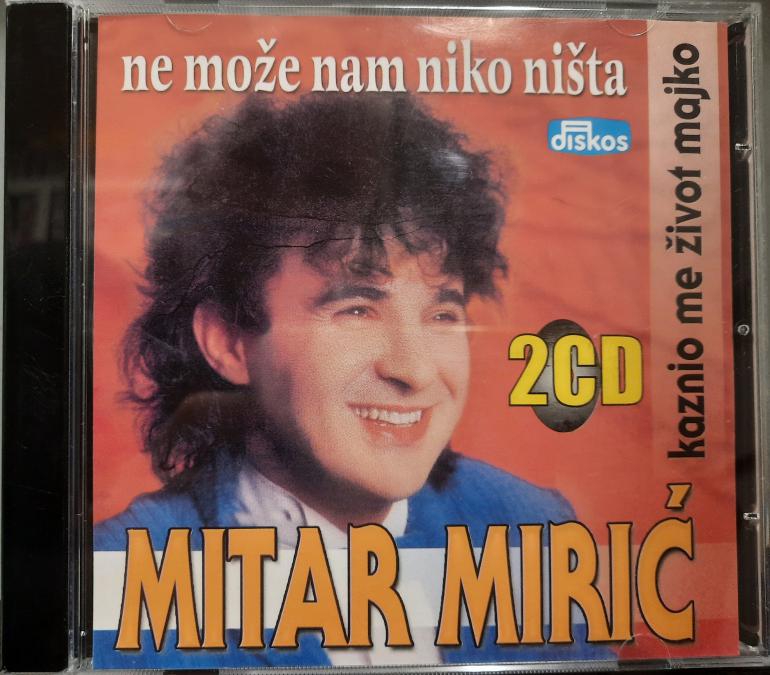 ne može nam niko ništa
diskos
kaznio me život majko
2CD
MITAR MIRIĆ